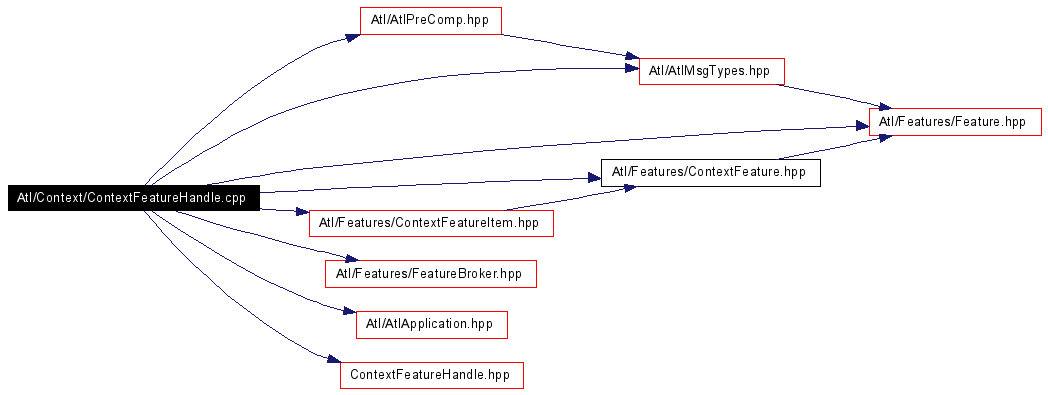 Atl/AtlPreComp.hpp
Atl/AtlMsgTypes.hpp
Atl/Features/Feature.hpp
Atl/Features/ContextFeature.hpp
Atl/Context/ContextFeatureHandle.cpp
Atl/Features/ContextFeatureItem.hpp
Atl/Features/FeatureBroker.hpp
Atl/AtlApplication.hpp
ContextFeatureHandle.hpp